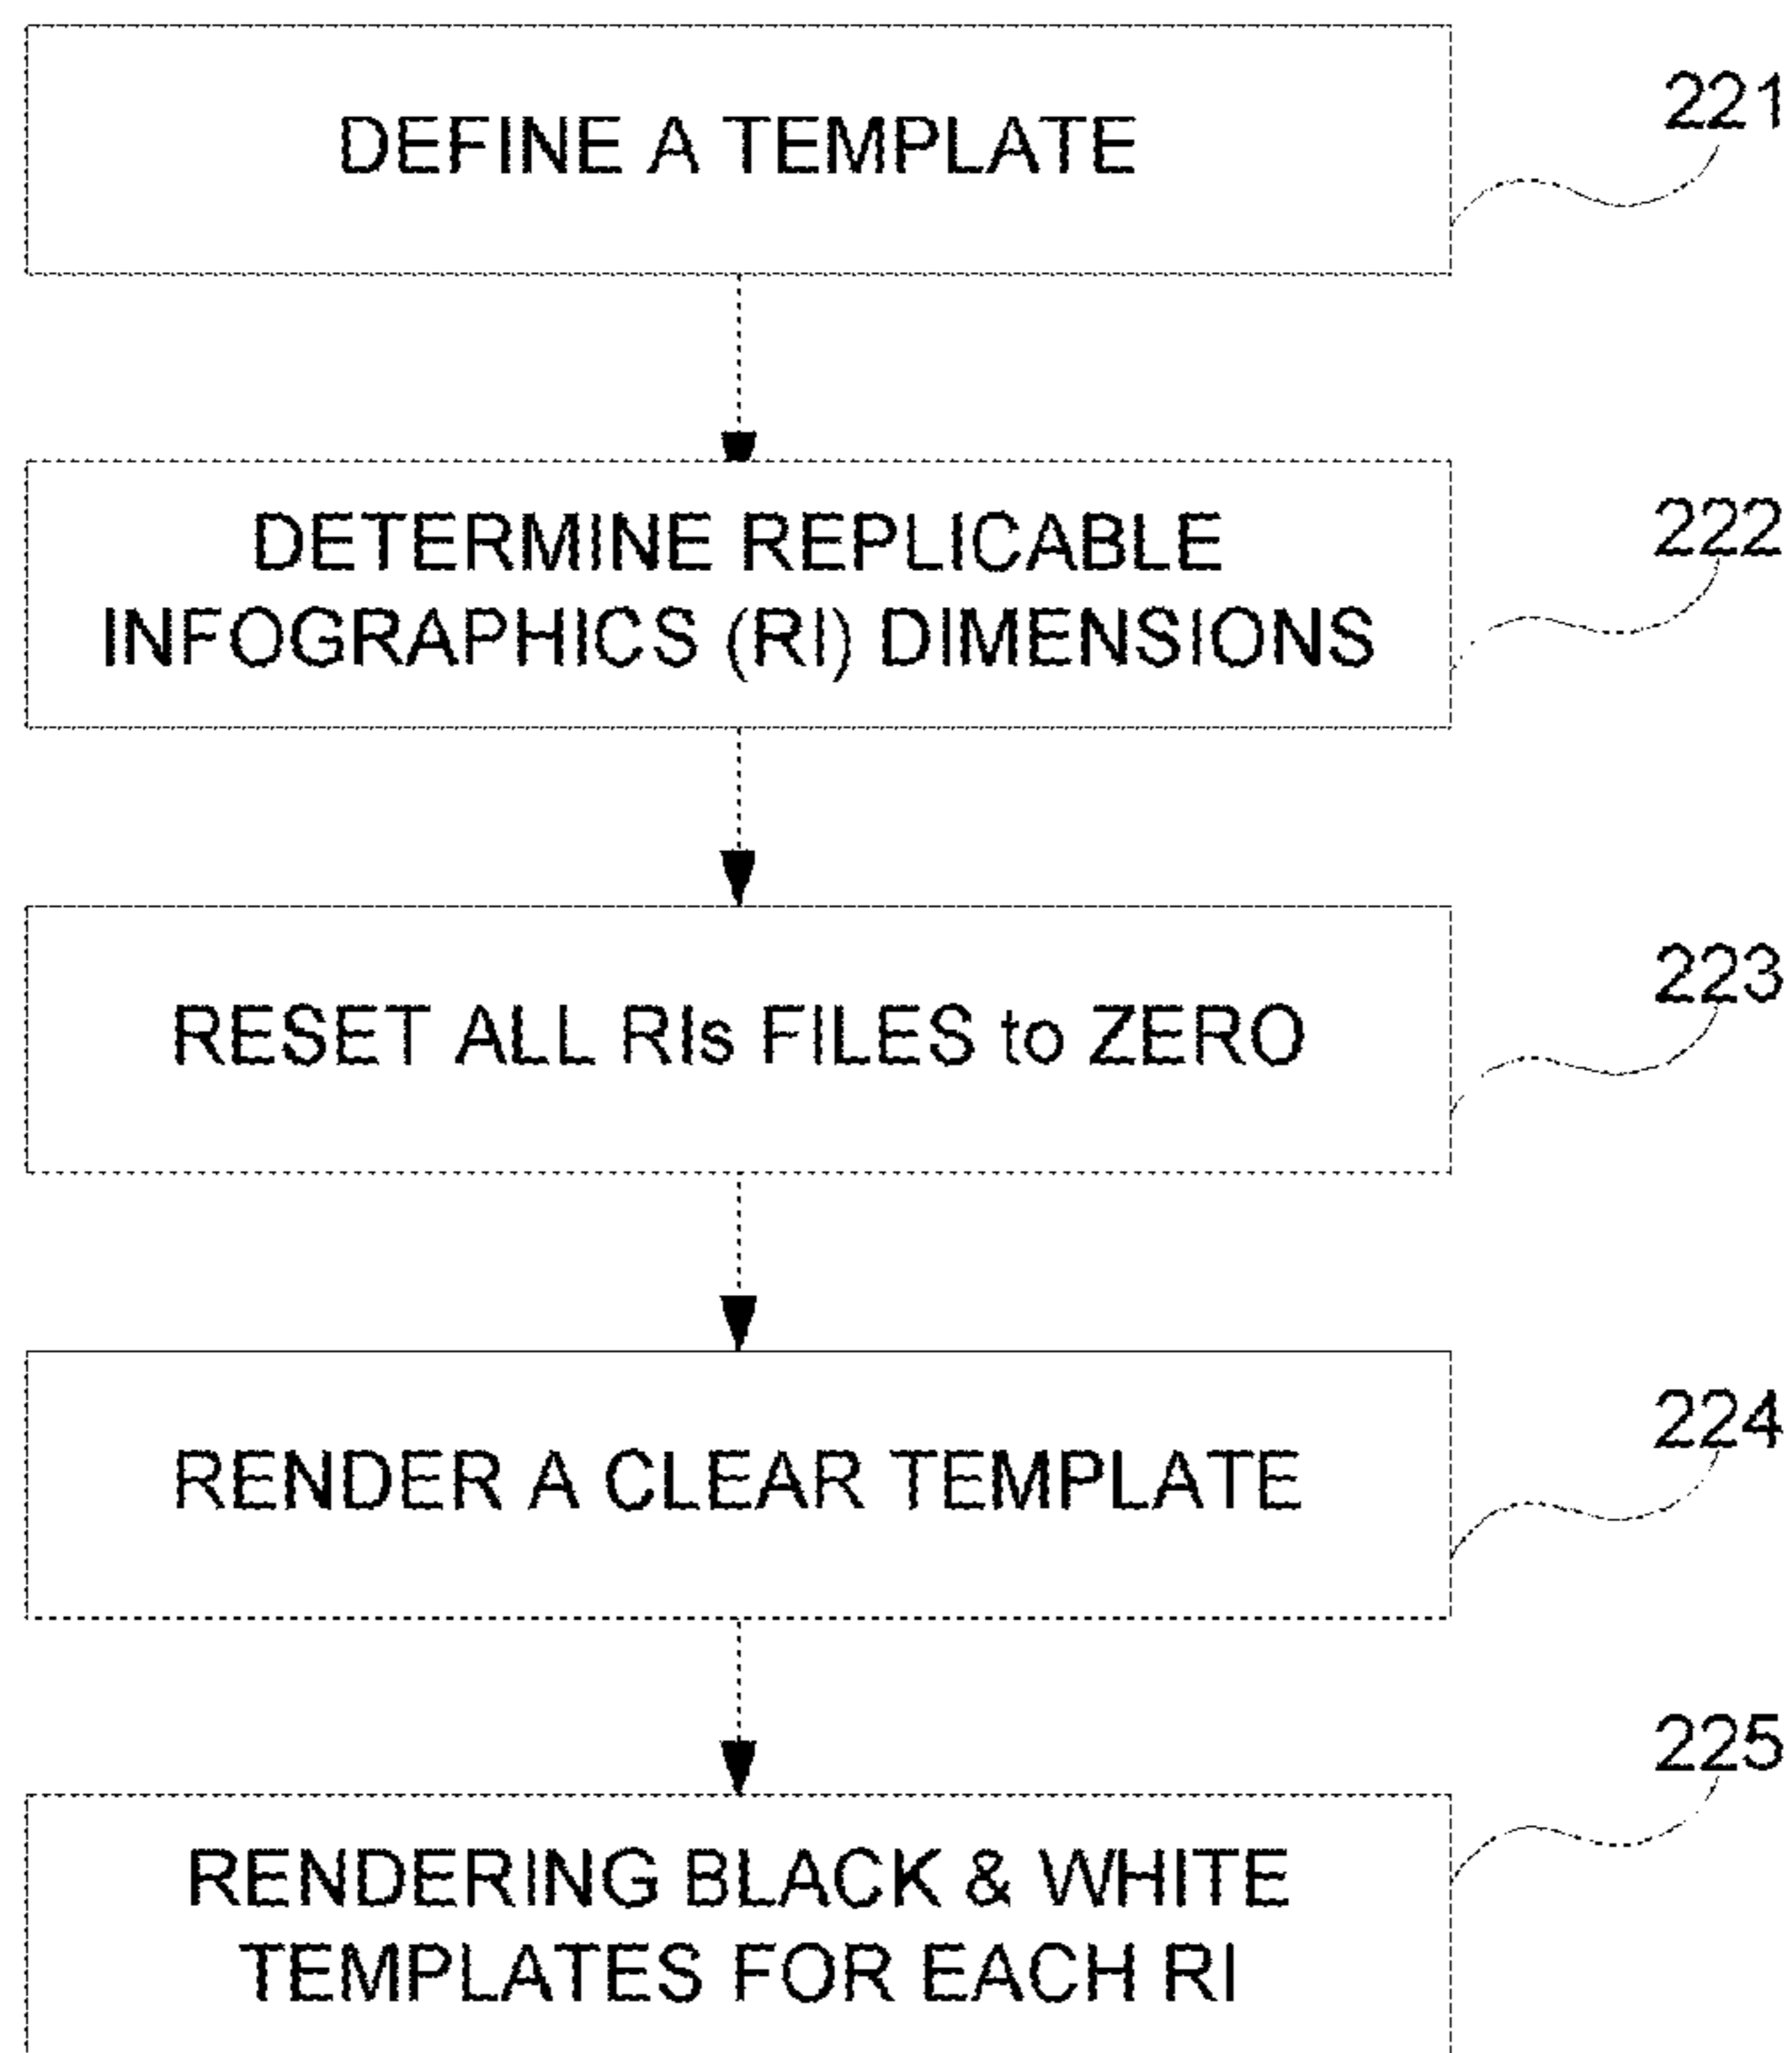 DEFINE A TEMPLATE
221
DETERMINE REPLICABLE
INFOGRAPHICS (RI) DIMENSIONS
222
RESET ALL RIs FILES to ZERO
223
RENDER A CLEAR TEMPLATE
224
RENDERING BLACK & WHITE
TEMPLATES FOR EACH RI
225